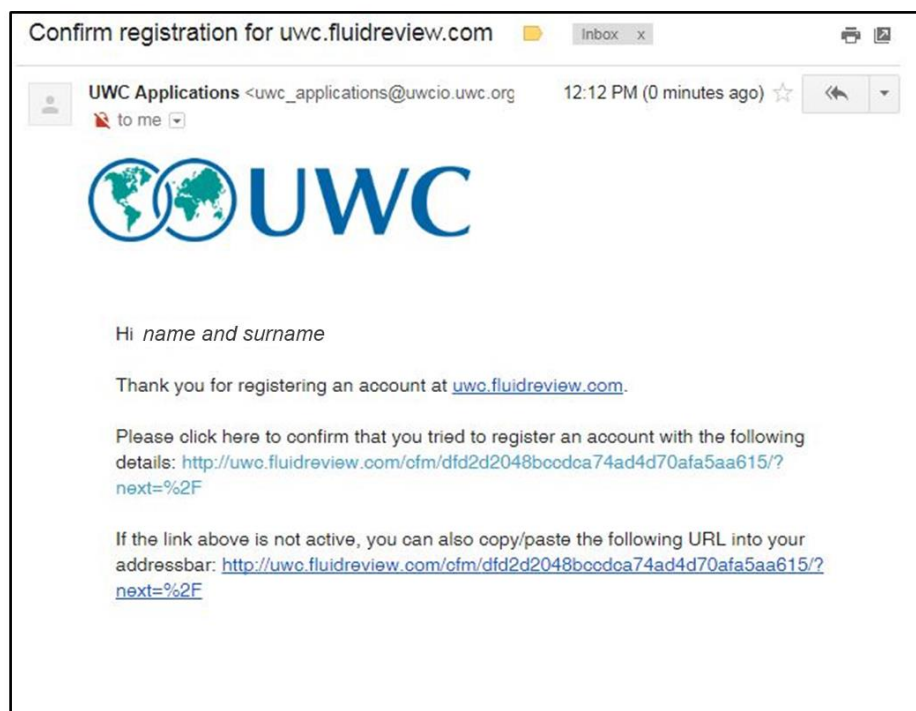 Confirm registration for uwc.fluidreview.com
Inbox x
UWC Applications <uwc_applications@uwcio.uwc.org 12:12 PM (0 minutes ago)
to me
UWC
Hi name and surname
Thank you for registering an account at uwc.fluidreview.com.
Please click here to confirm that you tried to register an account with the following
details: http://uwc.fluidreview.com/cfm/dfd2d2048bccdca74ad4d70afa5aa615/?
next=%2F
If the link above is not active, you can also copy/paste the following URL into your
addressbar: http://uwc.fluidreview.com/cfm/dfd2d2048bccdca74ad4d70afa5aa615/?
next=%2F